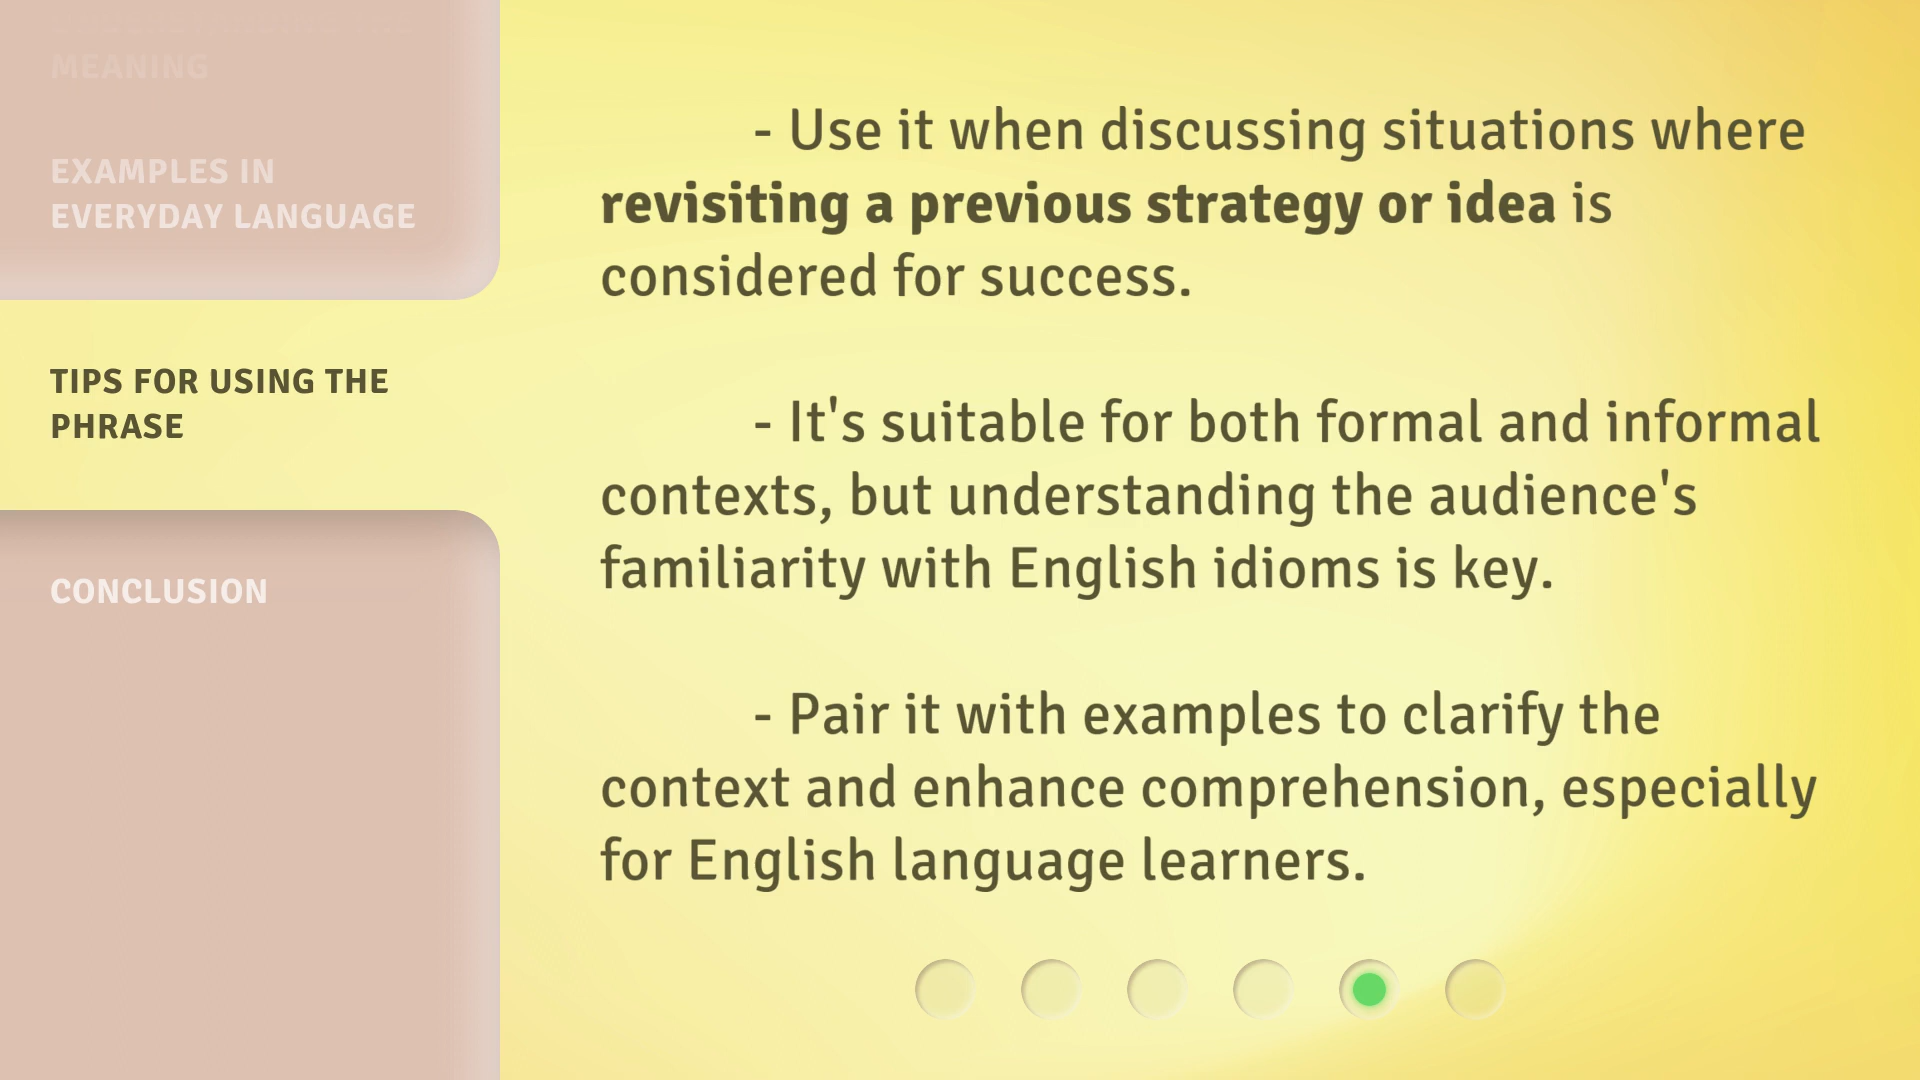 MEANING
EXAMPLES IN
EVERYDAY LANGUAGE
TIPS FOR USING THE
PHRASE
CONCLUSION
- Use it when discussing situations where
revisiting a previous strategy or idea is
considered for success.
- It's suitable for both formal and informal
contexts, but understanding the audience's
familiarity with English idioms is key.
- Pair it with examples to clarify the
context and enhance comprehension, especially
for English language learners.